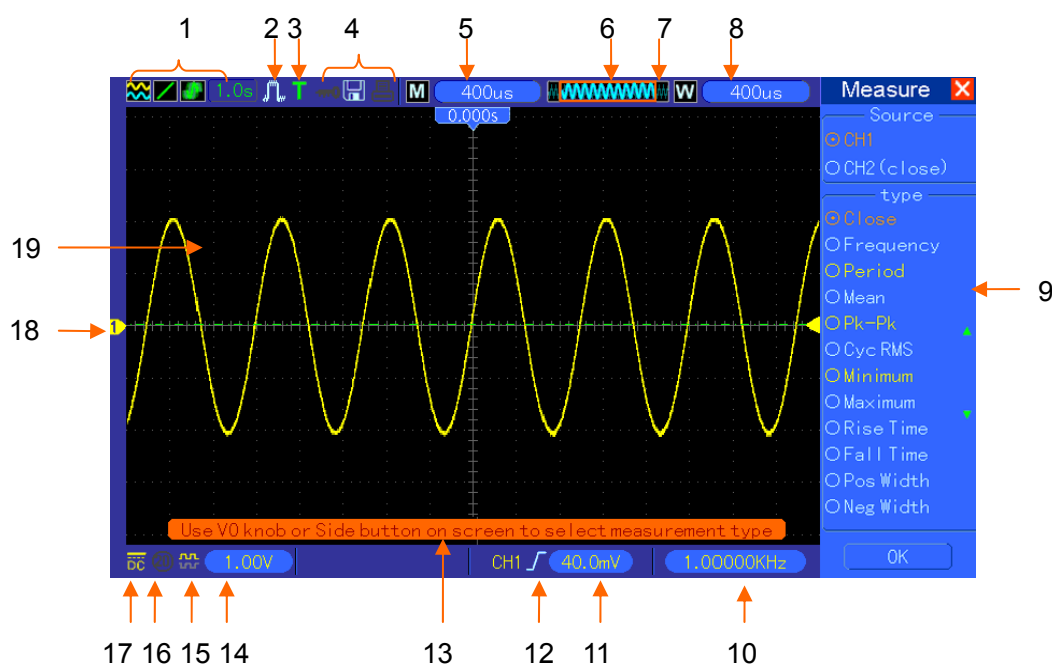 1 2 3 4 5 6 7 8
1.0s T M 400us W 400us Measure
0.000s
Source
CH1
CH2(close)
type
Close
19
Frequency
Period
9
Mean
18
1
Pk-Pk
Cyc RMS
Minimum
Maximum
Rise Time
Fall Time
Pos Width
Neg Width
Use V0 knob or Side button on screen to select measurement type
DC 1.00V CH1 40.0mV 1.00000KHz OK
17 16 15 14 13 12 11 10